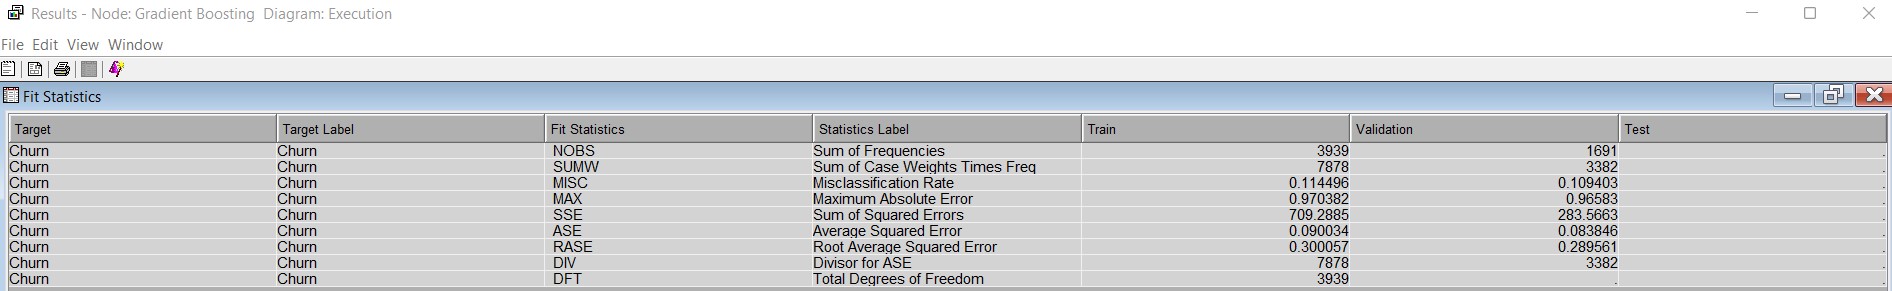 Results - Node: Gradient Boosting Diagram: Execution
File Edit View Window
Fit Statistics
Target Target Label Fit Statistics Statistics Label Train Validation Test
Churn Churn NOBS Sum of Frequencies 3939 1691 .
Churn Churn SUMW Sum of Case Weights Times Freq 7878 3382 .
Churn Churn MISC Misclassification Rate 0.114496 0.109403 .
Churn Churn MAX Maximum Absolute Error 0.970382 0.96583 .
Churn Churn SSE Sum of Squared Errors 709.2885 283.5663 .
Churn Churn ASE Average Squared Error 0.090034 0.083846 .
Churn Churn RASE Root Average Squared Error 0.300057 0.289561 .
Churn Churn DIV Divisor for ASE 7878 3382 .
Churn Churn DFT Total Degrees of Freedom 3939 . .